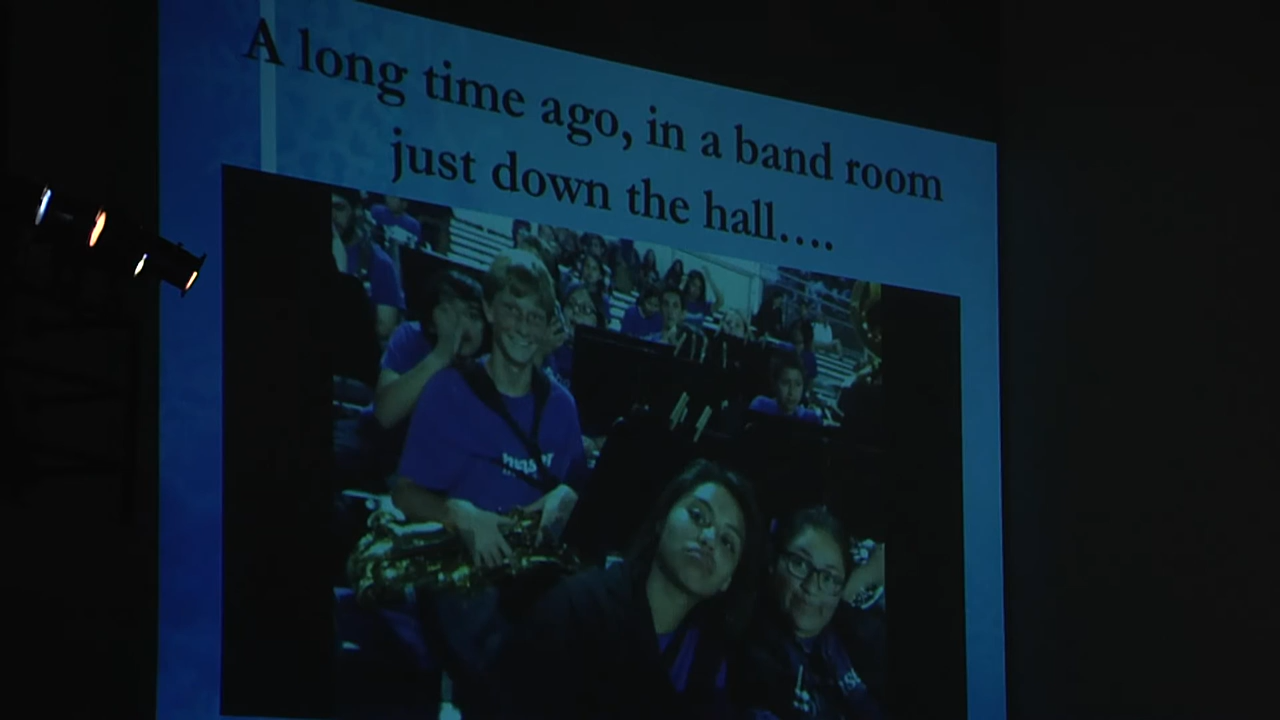 A long time ago, in a band room
just down the hall....